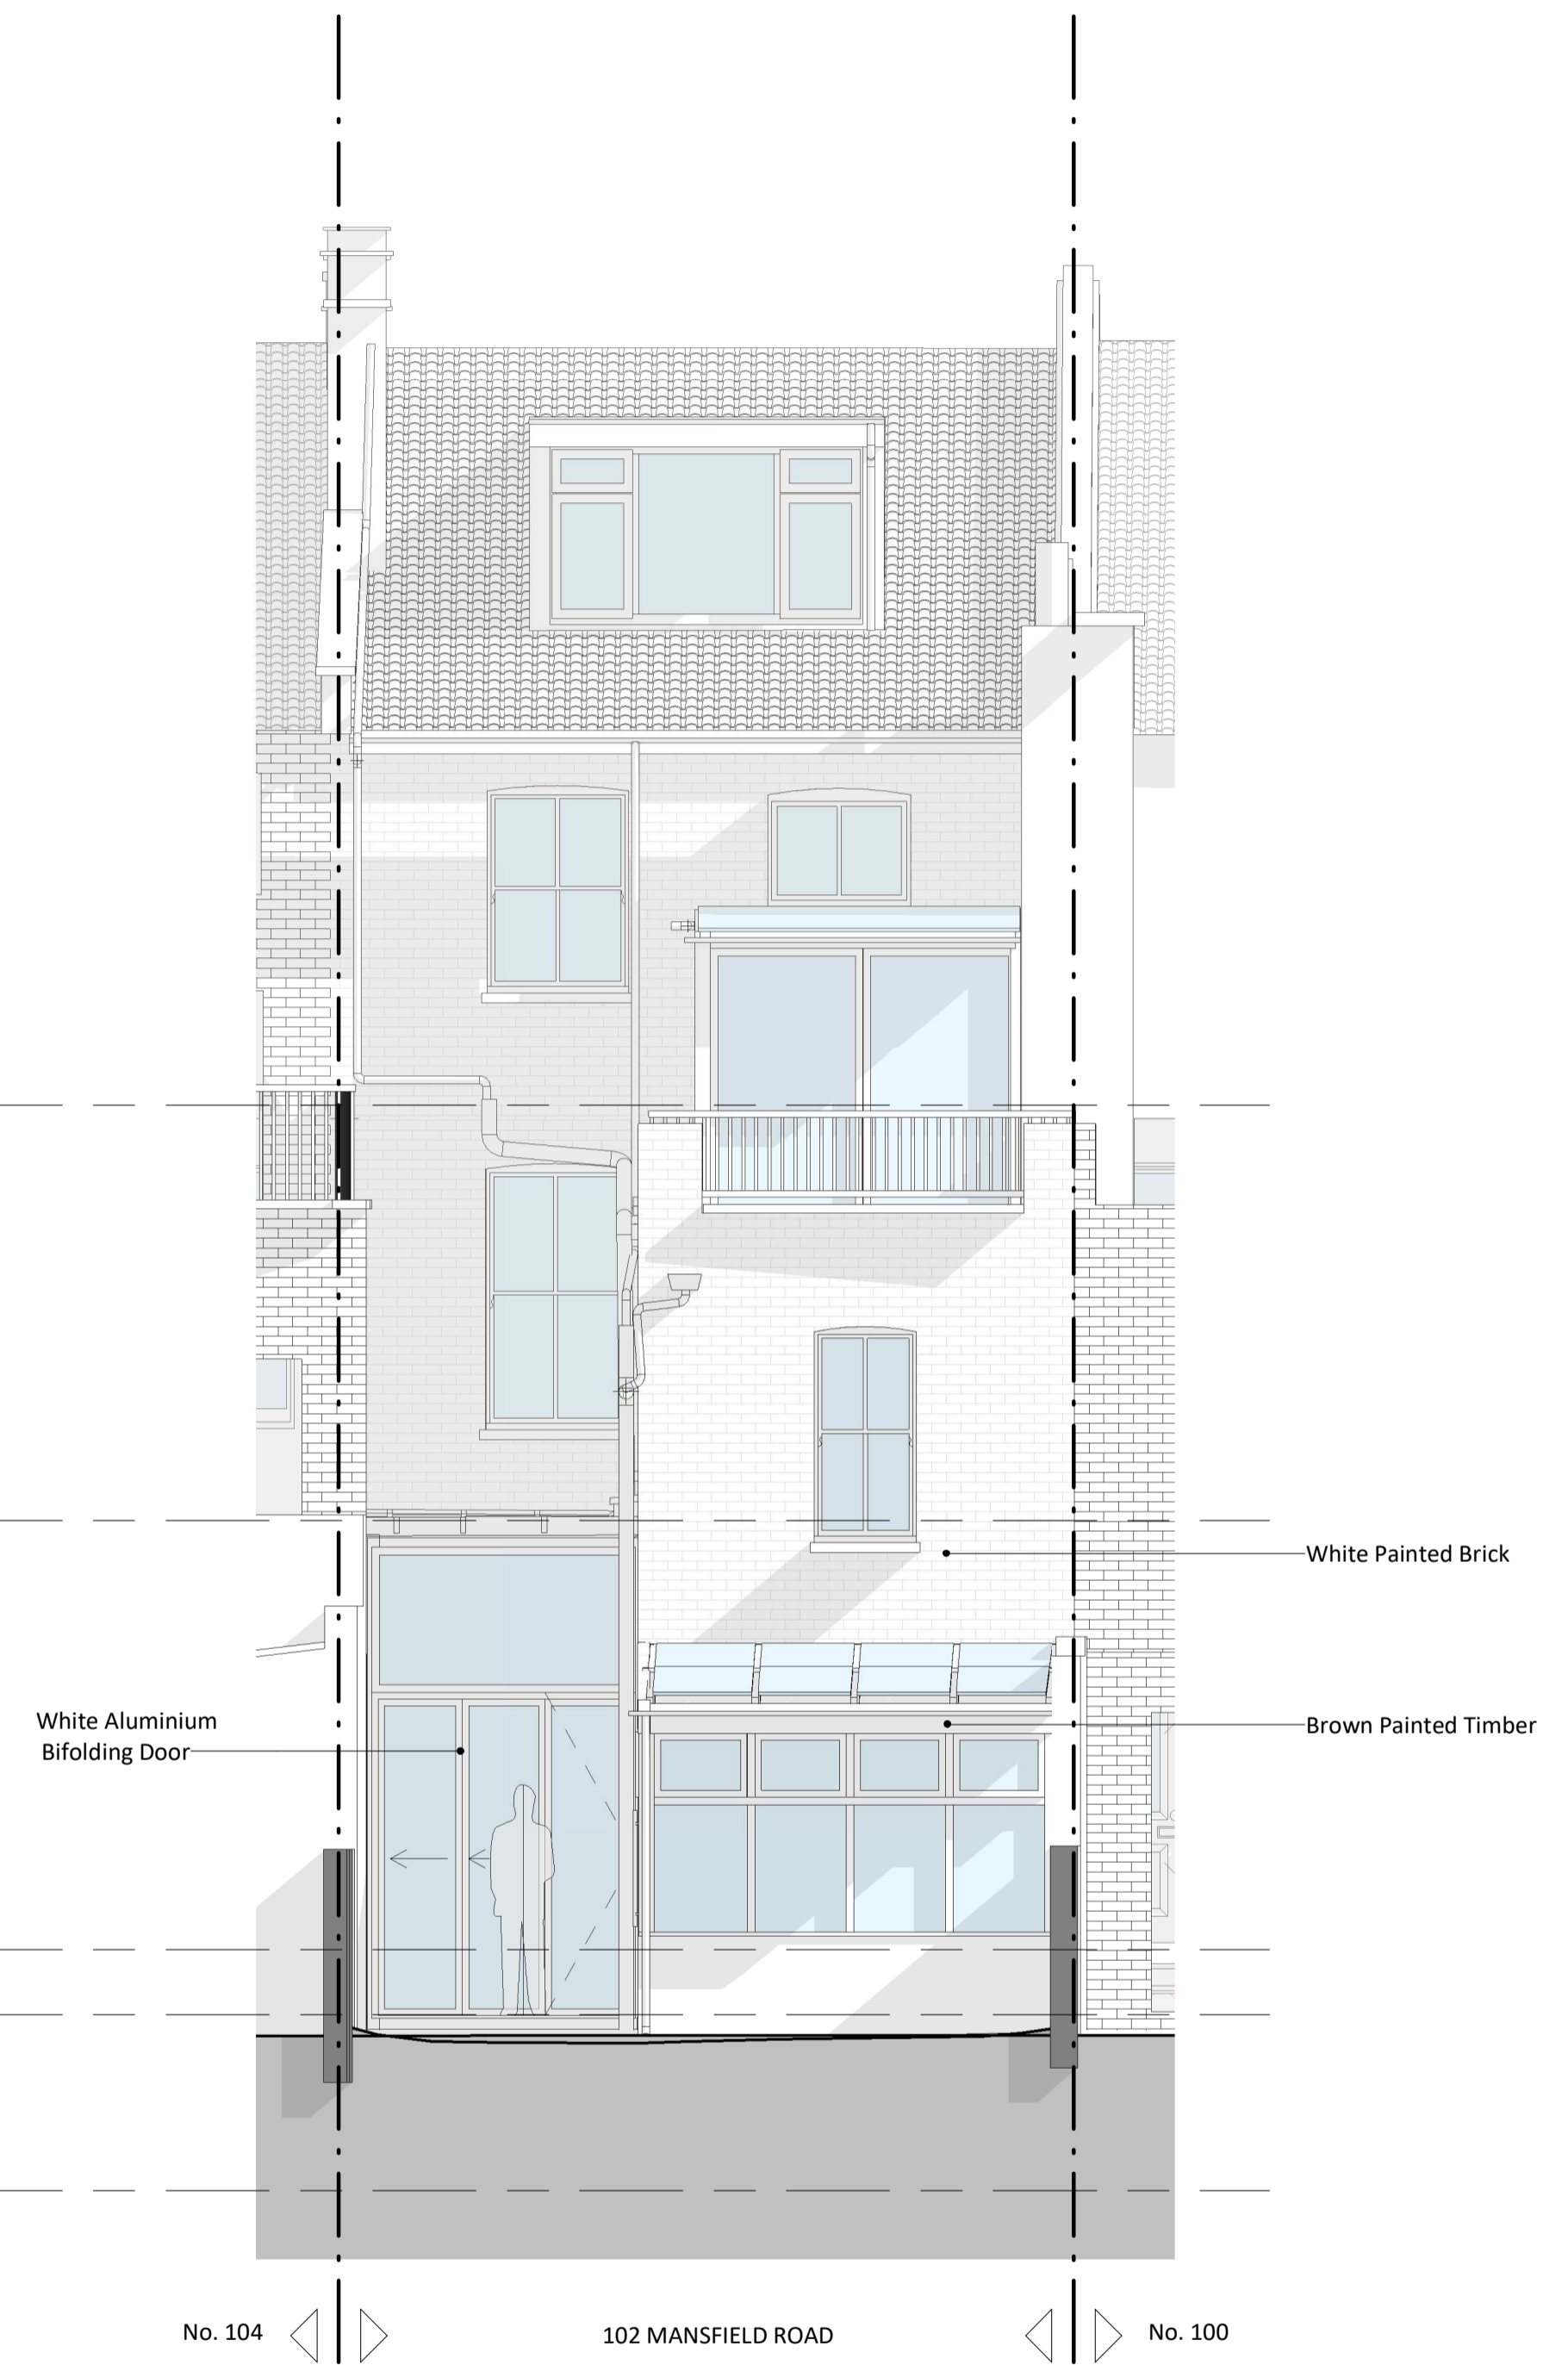 White Painted Brick
White Aluminium
Bifolding Door
Brown Painted Timber
No. 104
102 MANSFIELD ROAD
No. 100